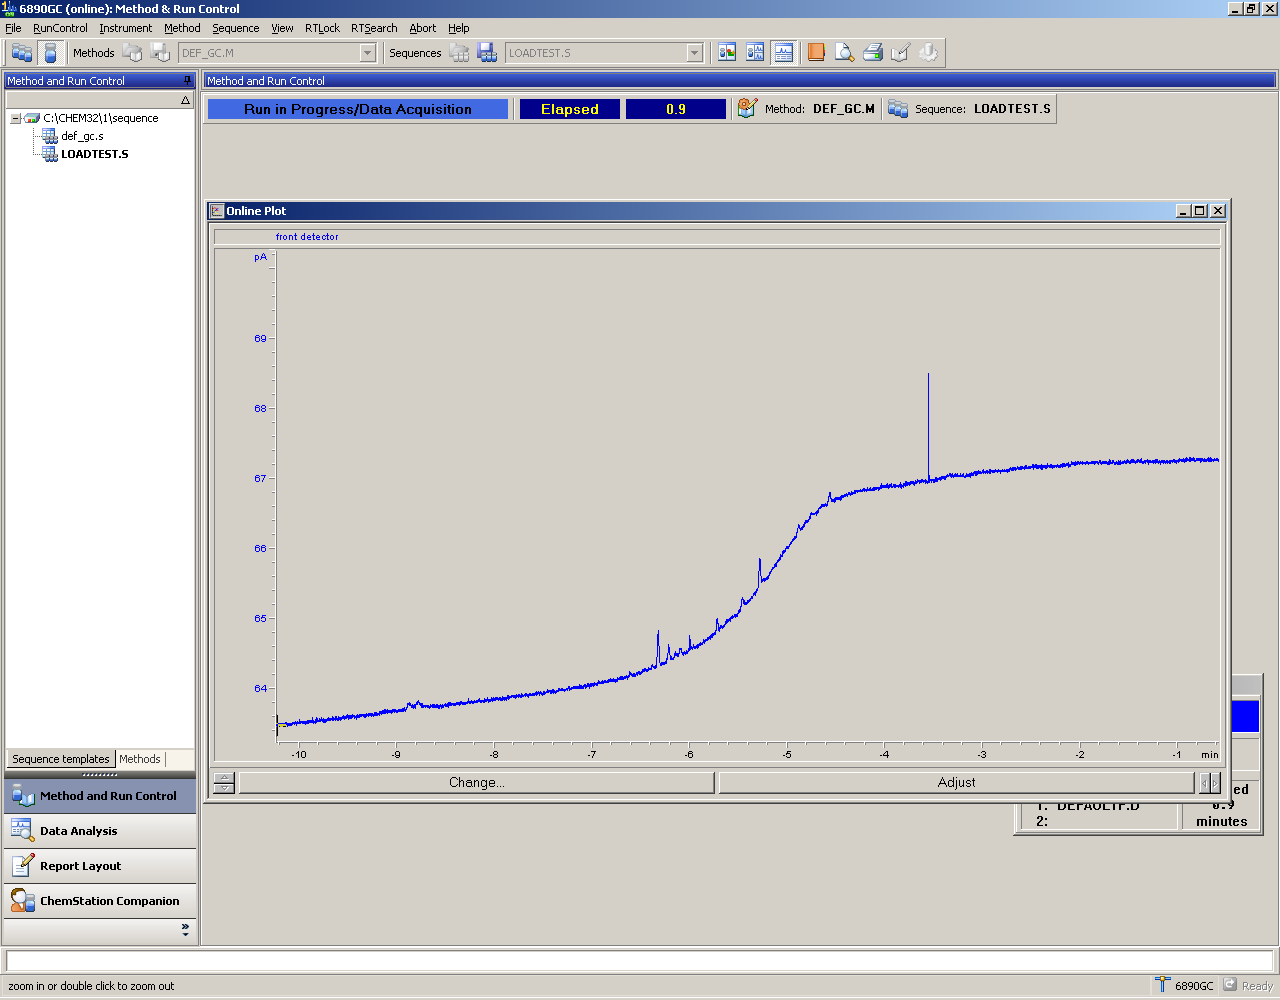 6890GC (online): Method & Run Control
File RunControl Instrument Method Sequence View RTLock RTSearch Abort Help
Methods DEF_GC.M Sequences LOADTEST.S
Method and Run Control
Method and Run Control
Run in Progress/Data Acquisition Elapsed 0.9 Method: DEF_GC.M Sequence: LOADTEST.S
C:\CHEM32\1\sequence
def_gc.s
LOADTEST.S
Online Plot
front detector
pA
69
68
67
66
65
64
-10 -9 -8 -7 -6 -5 -4 -3 -2 -1 min
Change... Adjust
ed
2:
minutes
Sequence templates Methods
Method and Run Control
Data Analysis
Report Layout
ChemStation Companion
zoom in or double click to zoom out
6890GC Ready